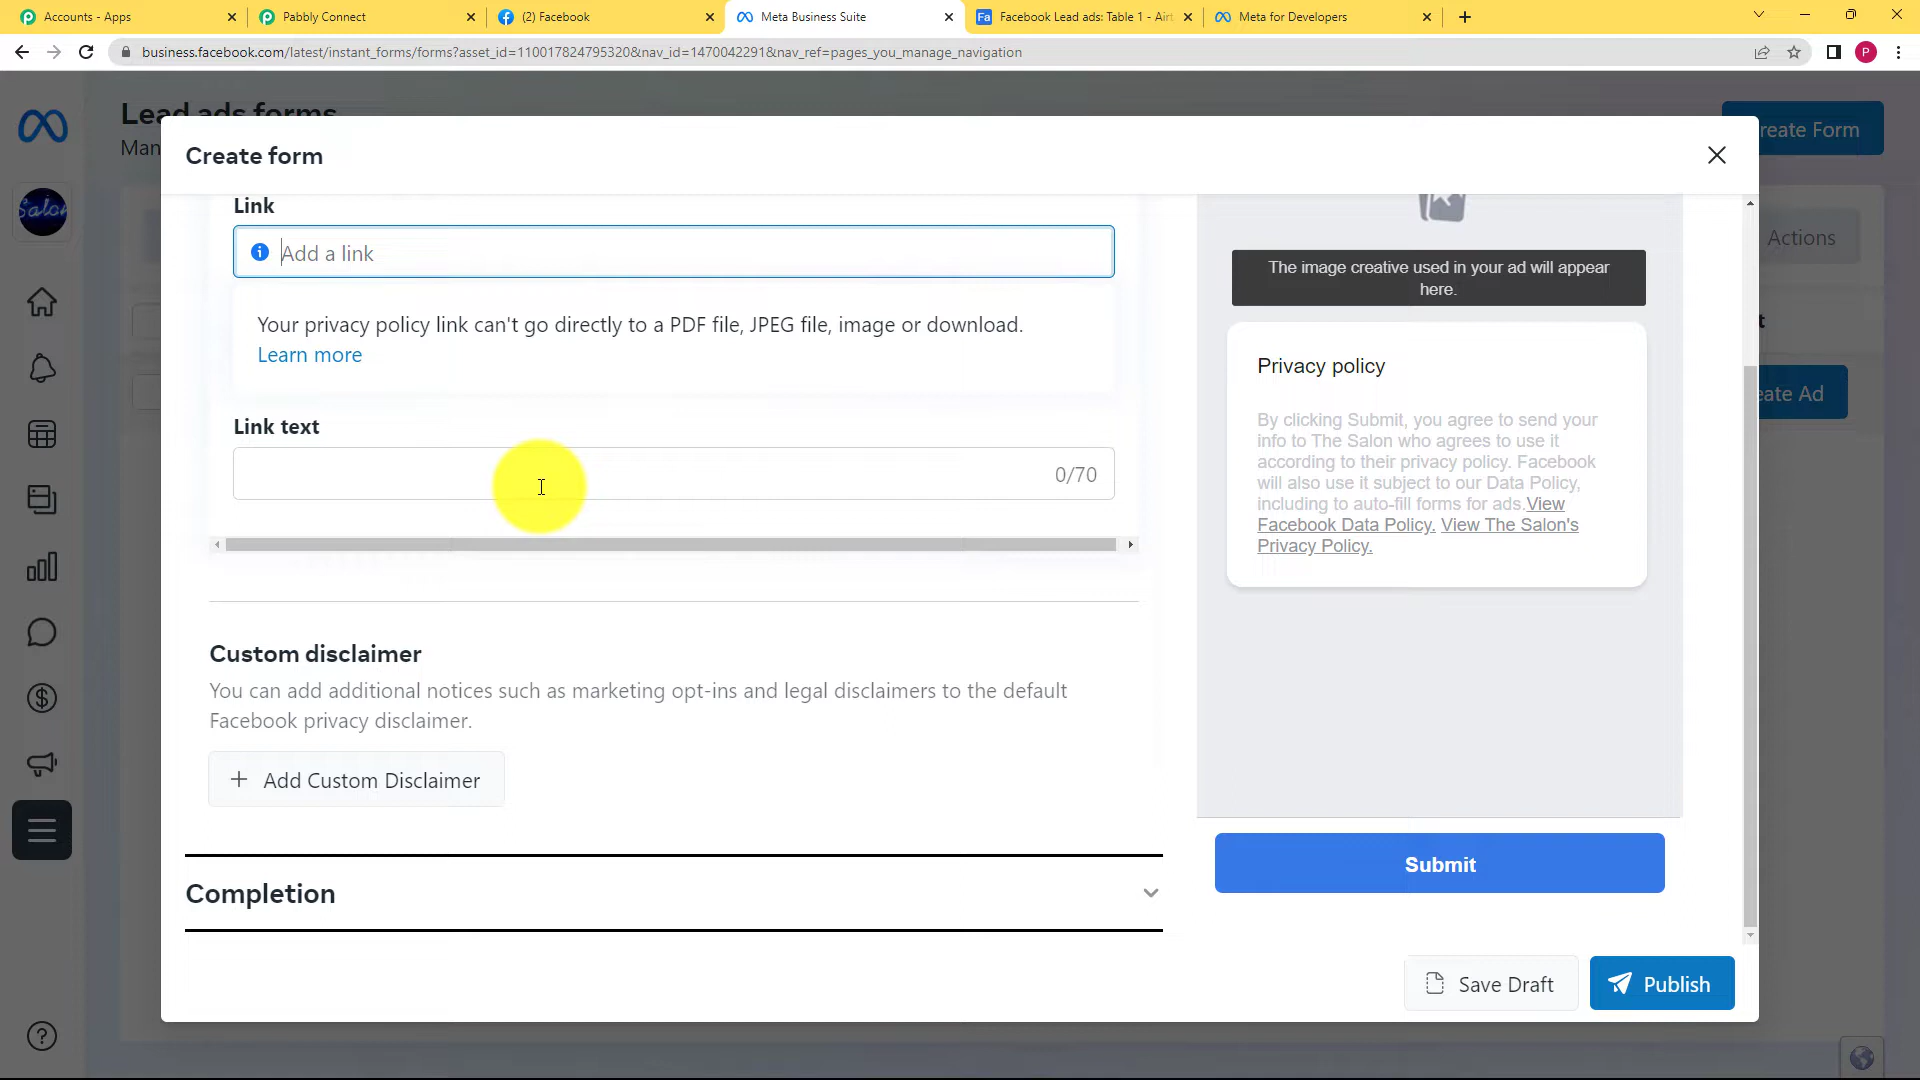 Accounts - Apps
Pabbly Connect
(2) Facebook
Meta Business Suite
Facebook Lead ads: Table 1 - Airt
Meta for Developers
business.facebook.com/latest/instant_forms/forms?asset_id=110017824795320&nav_id=1470042291&nav_ref=pages_you_manage_navigation
P
Lead ads forms
Man
reate Form
Create form
Salon
Actions
Link
Add a link
Your privacy policy link can't go directly to a PDF file, JPEG file, image or download.
Learn more
Link text
0/70
Custom disclaimer
You can add additional notices such as marketing opt-ins and legal disclaimers to the default
Facebook privacy disclaimer.
Add Custom Disclaimer
Completion
The image creative used in your ad will appear
here.
Privacy policy
By clicking Submit, you agree to send your
info to The Salon who agrees to use it
according to their privacy policy. Facebook
will also use it subject to our Data Policy,
including to auto-fill forms for ads.View
Facebook Data Policy. View The Salon's
Privacy Policy.
t
eate Ad
Submit
Save Draft
Publish